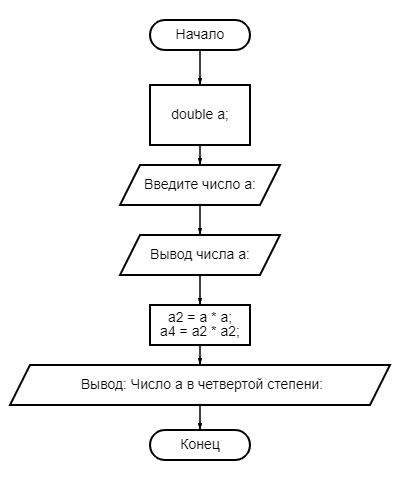 Начало
double a;
Введите число a:
Вывод числа a:
a2 = a * a;
a4 = a2 * a2;
Вывод: Число a в четвертой степени:
Конец